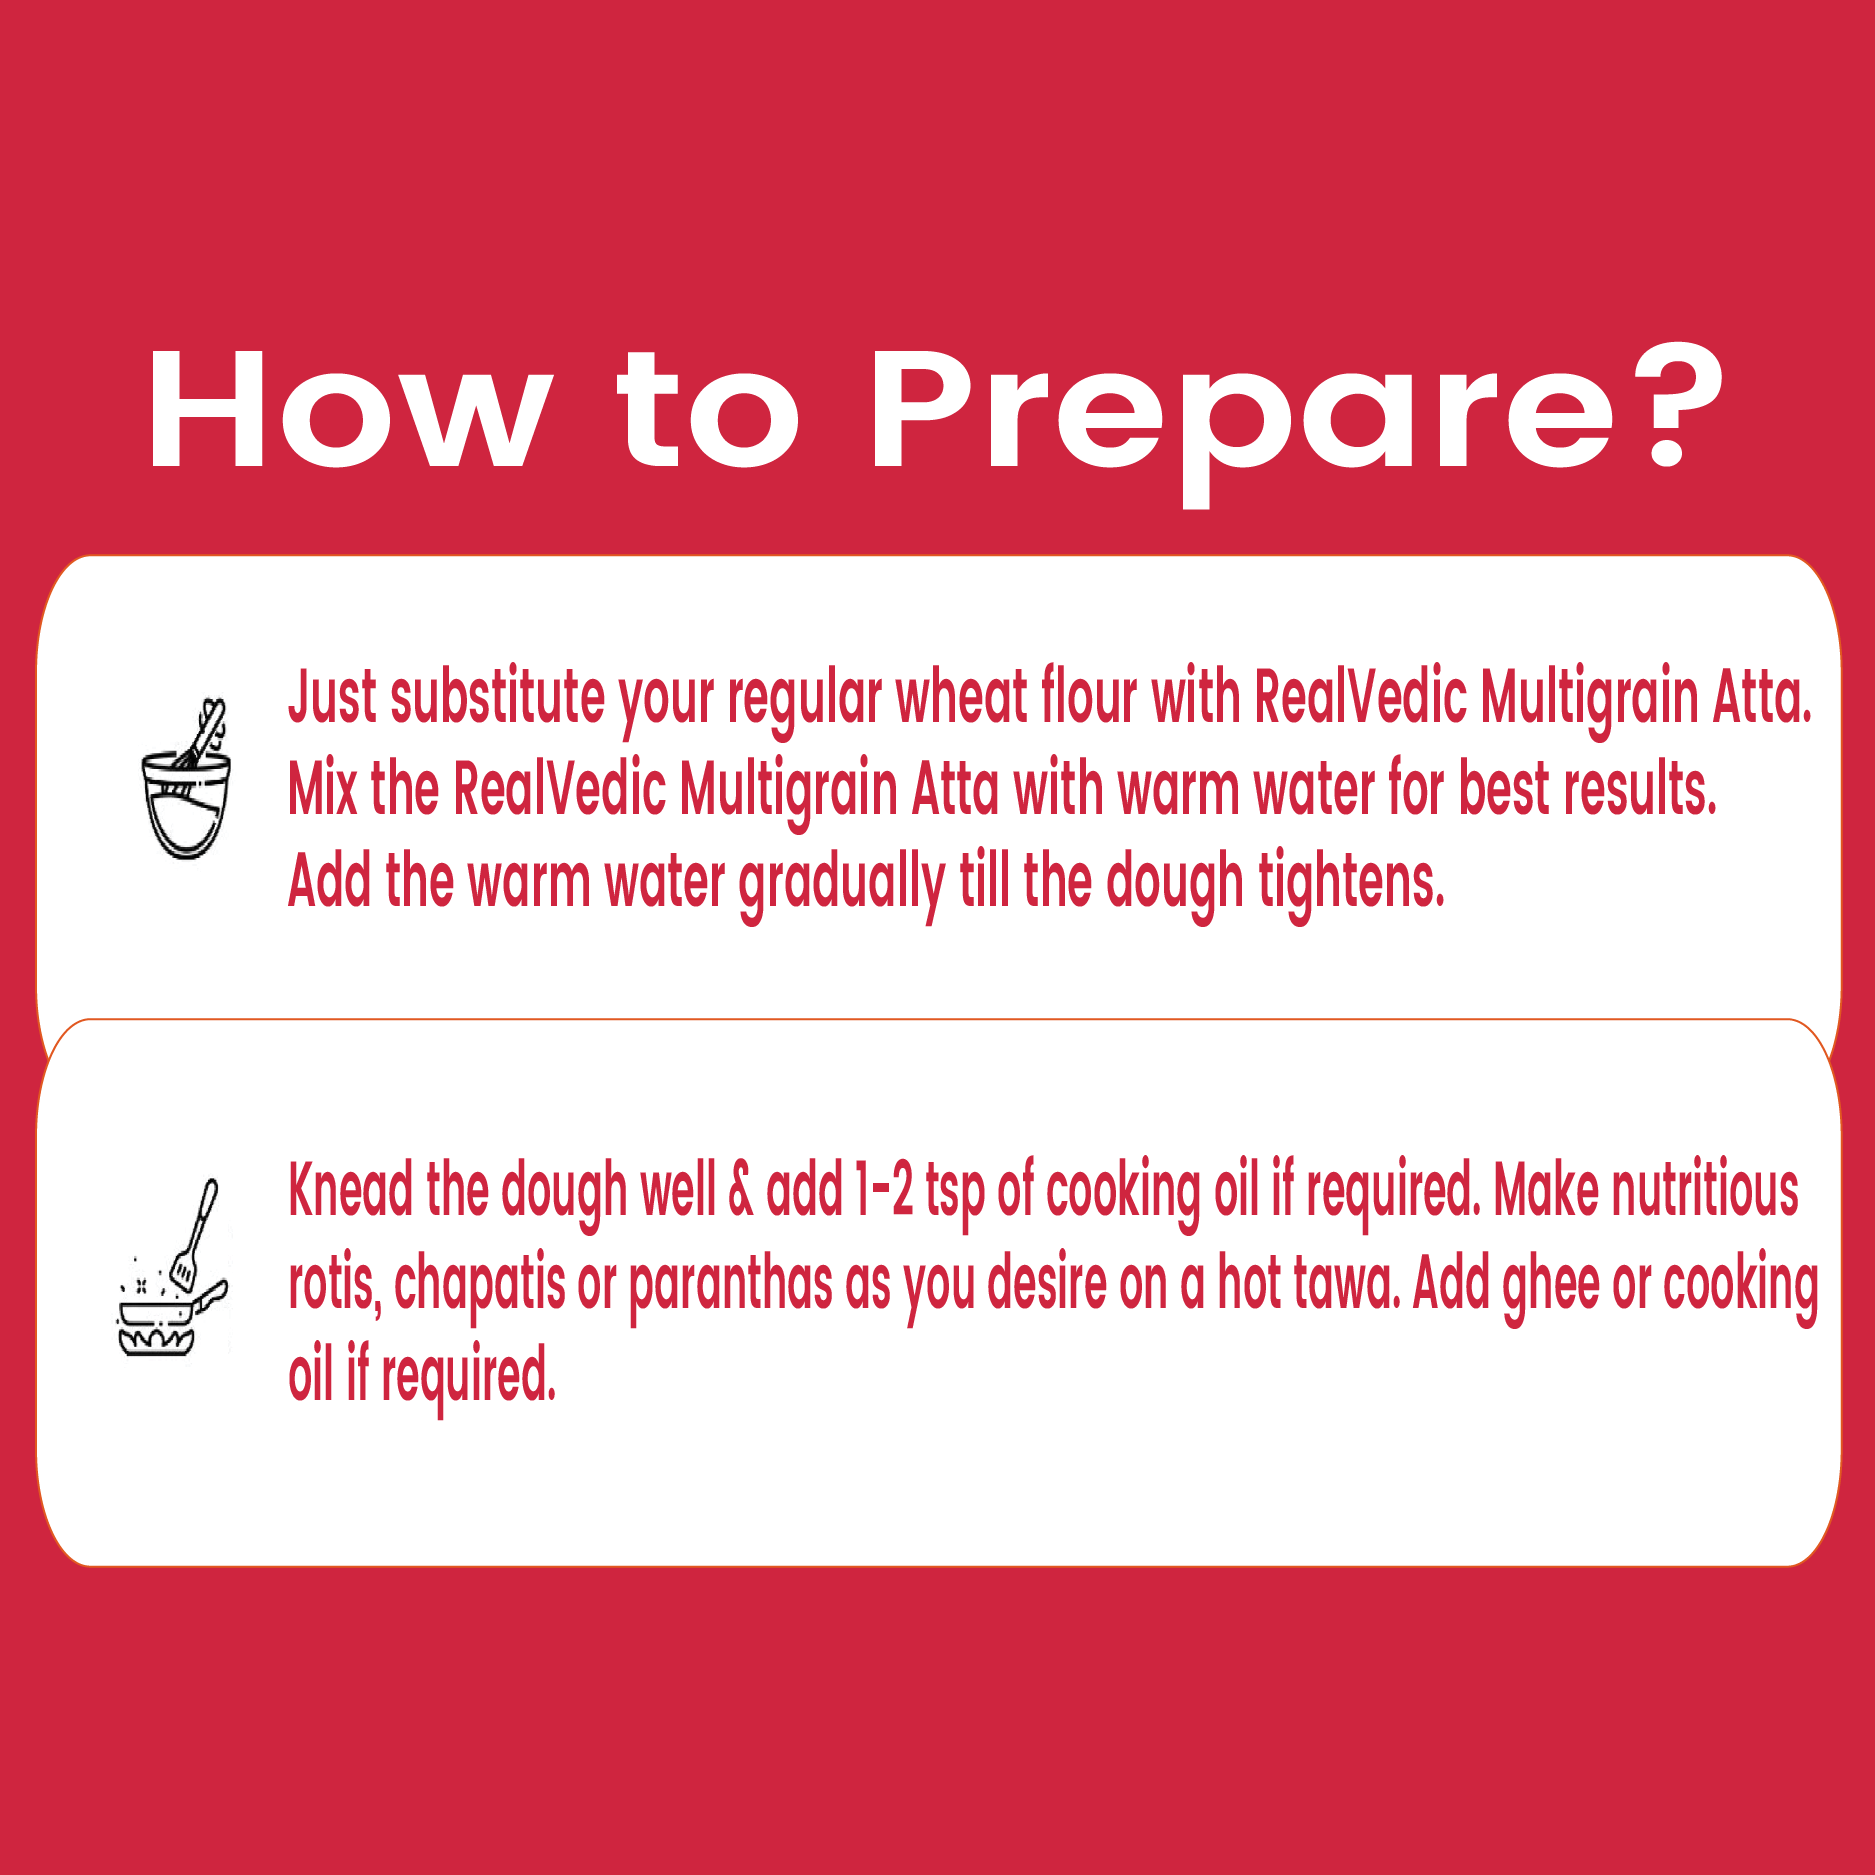 How to Prepare?
Just substitute your regular wheat flour with RealVedic Multigrain Atta.
Mix the RealVedic Multigrain Atta with warm water for best results.
Add the warm water gradually till the dough tightens.
Knead the dough well & add 1-2 tsp of cooking oil if required. Make nutritious
rotis, chapatis or paranthas as you desire on a hot tawa. Add ghee or cooking
oil if required.